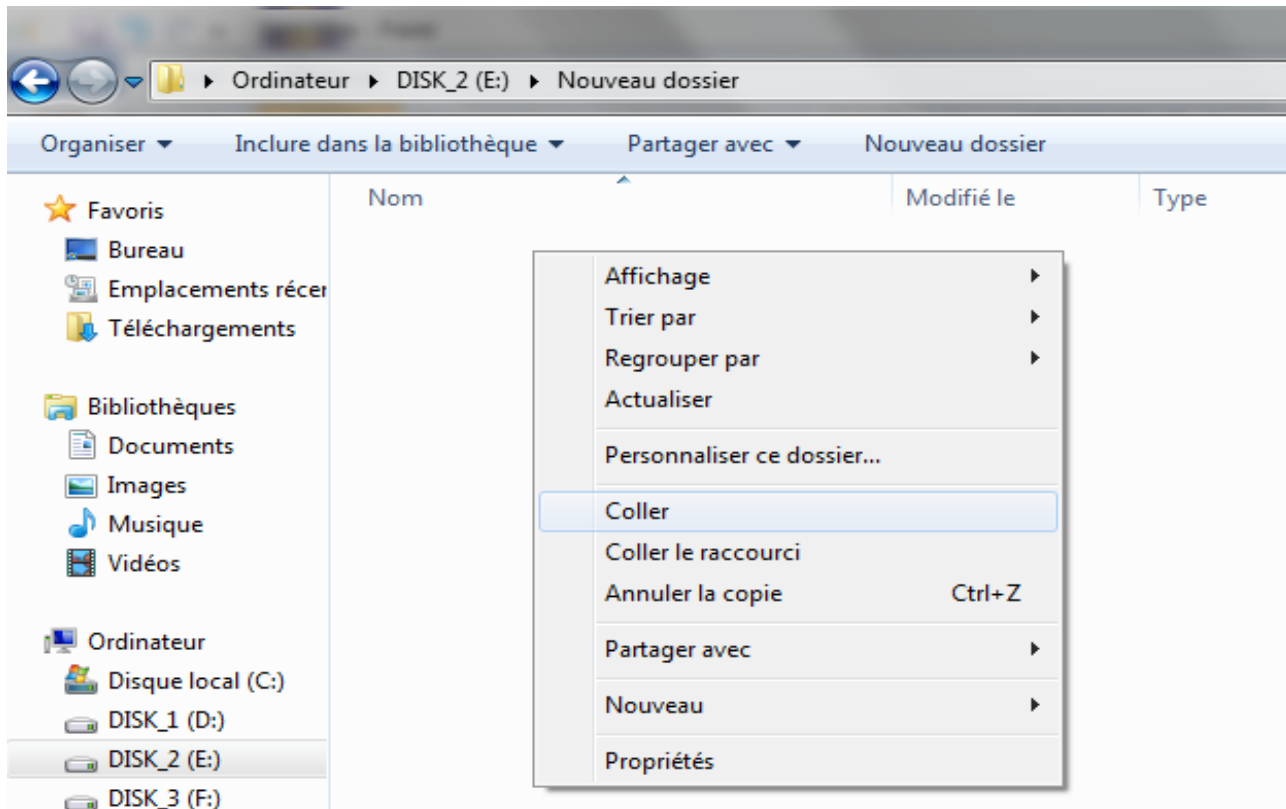 Ordinateur DISK_2 (E:) Nouveau dossier
Organiser Inclure dans la bibliothèque Partager avec Nouveau dossier
Nom Modifié le Type
Favoris
Bureau
Emplacements
Téléchargements
Bibliothèques
Documents
Images
Musique
Vidéos
Ordinateur
Disque local (C:)
DISK_1 (D:)
DISK_2 (E:)
DISK_3 (F:)
Affichage
Trier par
Regrouper par
Actualiser
Personnaliser ce dossier...
Coller
Coller le raccourci
Annuler la copie Ctrl+Z
Partager avec
Nouveau
Propriétés